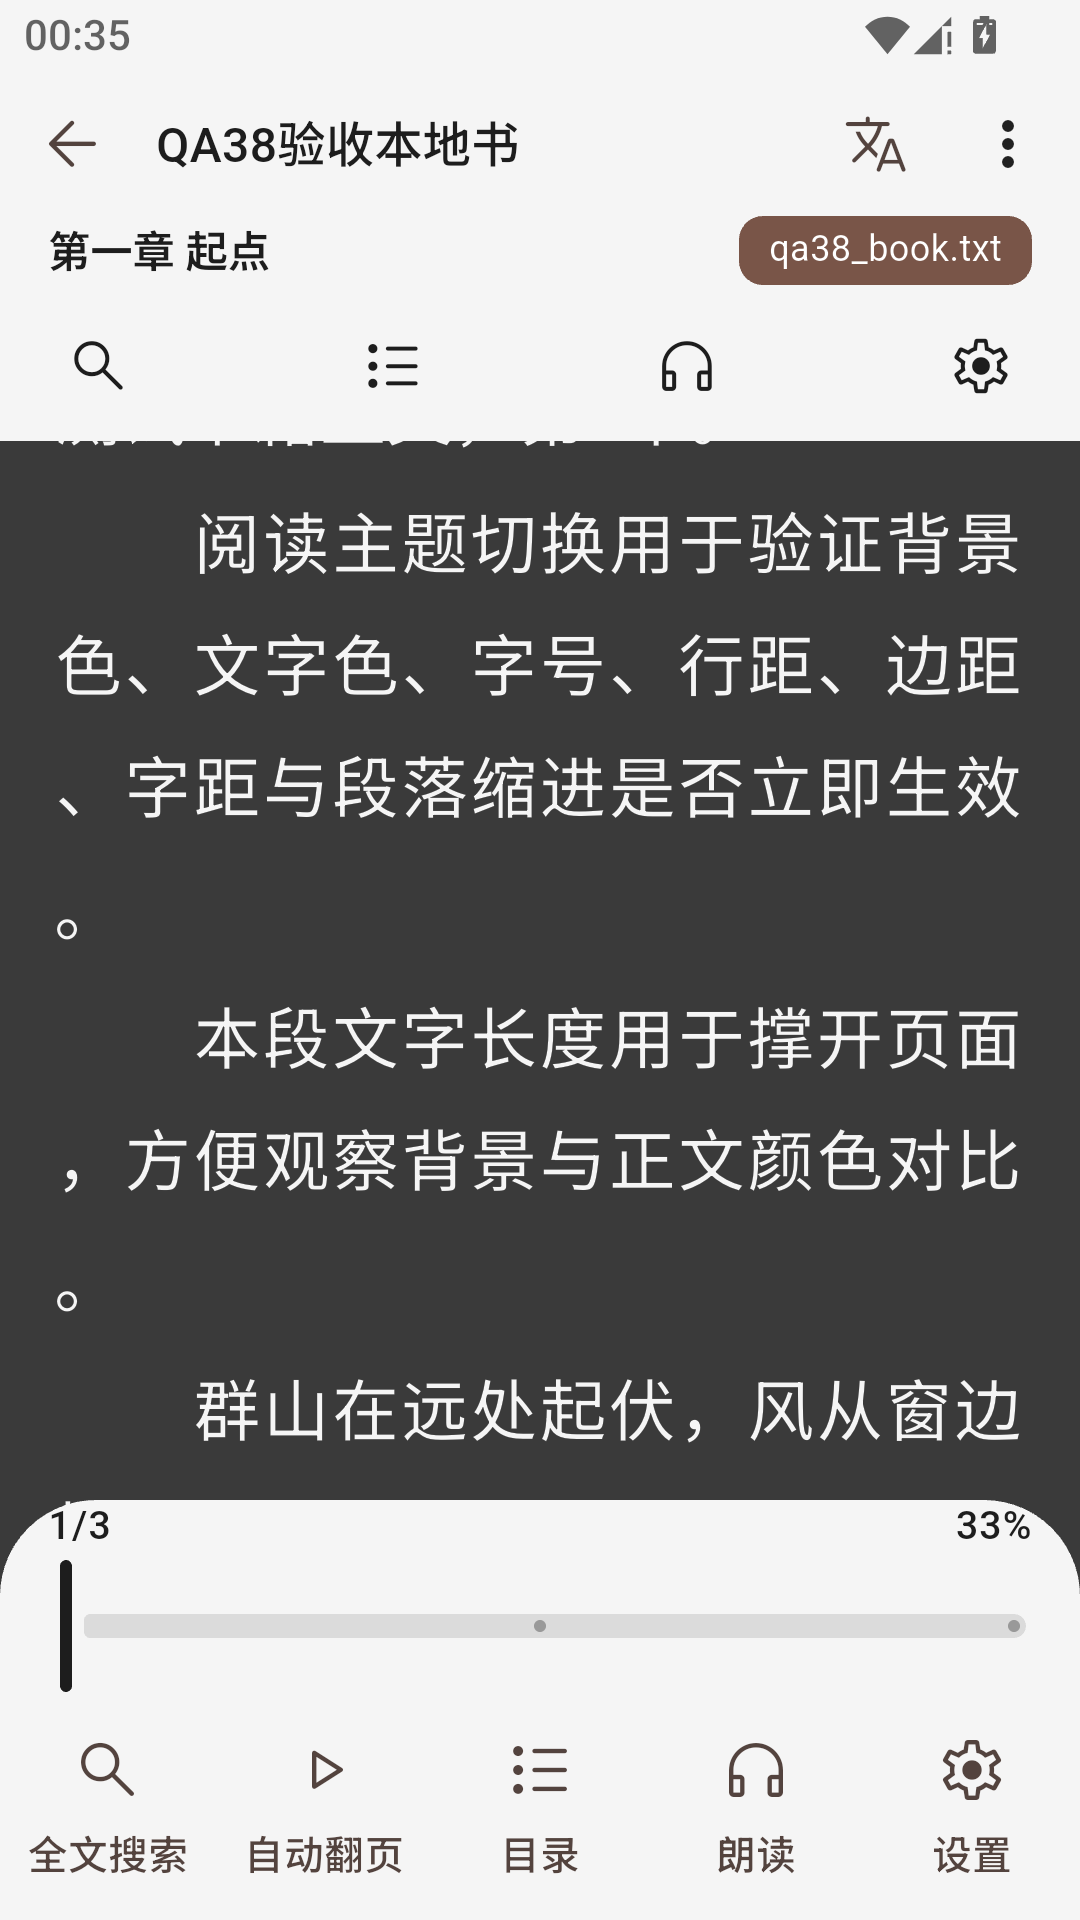 00:35
QA38验收本地书
第一章 起点
qa38_book.txt
阅读主题切换用于验证背景
色、文字色、字号、行距、边距
、字距与段落缩进是否立即生效
。
本段文字长度用于撑开页面
，方便观察背景与正文颜色对比
。
群山在远处起伏，风从窗边
1/3
33%
全文搜索
自动翻页
目录
朗读
设置